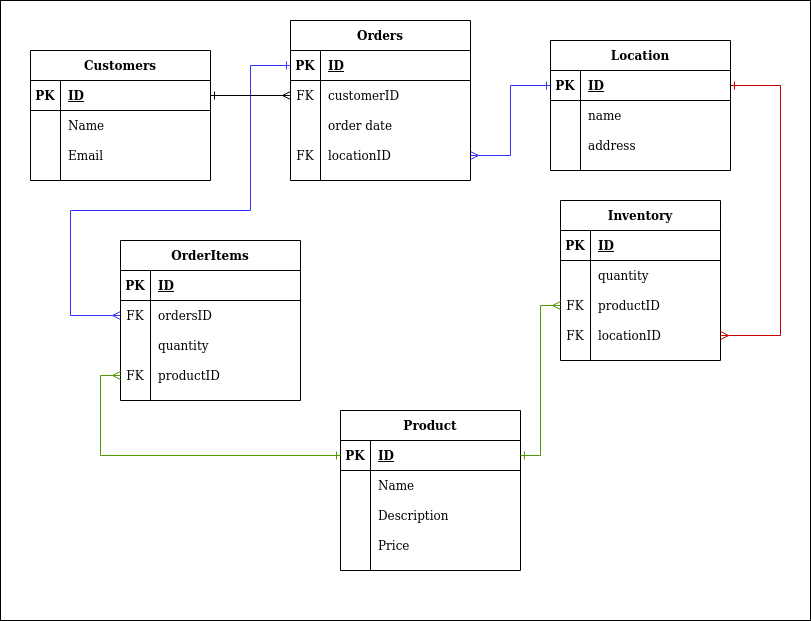 Customers
PK ID
Name
Email
Orders
PK ID
FK customerID
order date
FK locationID
Location
PK ID
name
address
OrderItems
PK ID
FK ordersID
quantity
FK productID
Inventory
PK ID
quantity
FK productID
FK locationID
Product
PK ID
Name
Description
Price